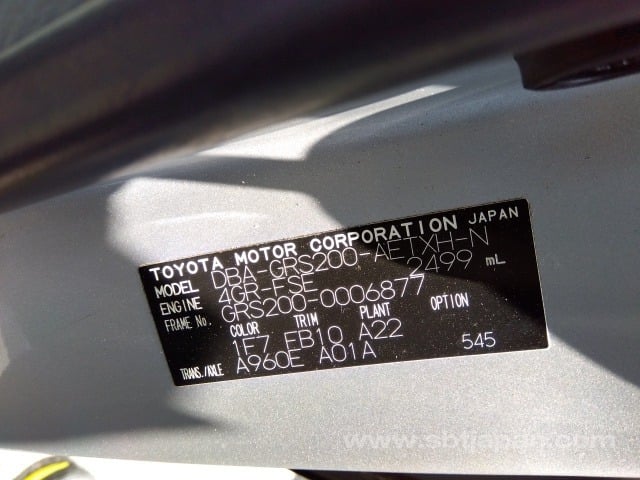 TOYOTA MOTOR CORPORATION JAPAN
MODEL DBA-GRS200-AETXH-N
ENGINE 4GR-FSE 2499 mL
FRAME No. GRS200-0006877
COLOR TRIM PLANT OPTION
1F7 FB10 A22
TRANS./AXLE A960E A01A 545
www.sbtjapan.com